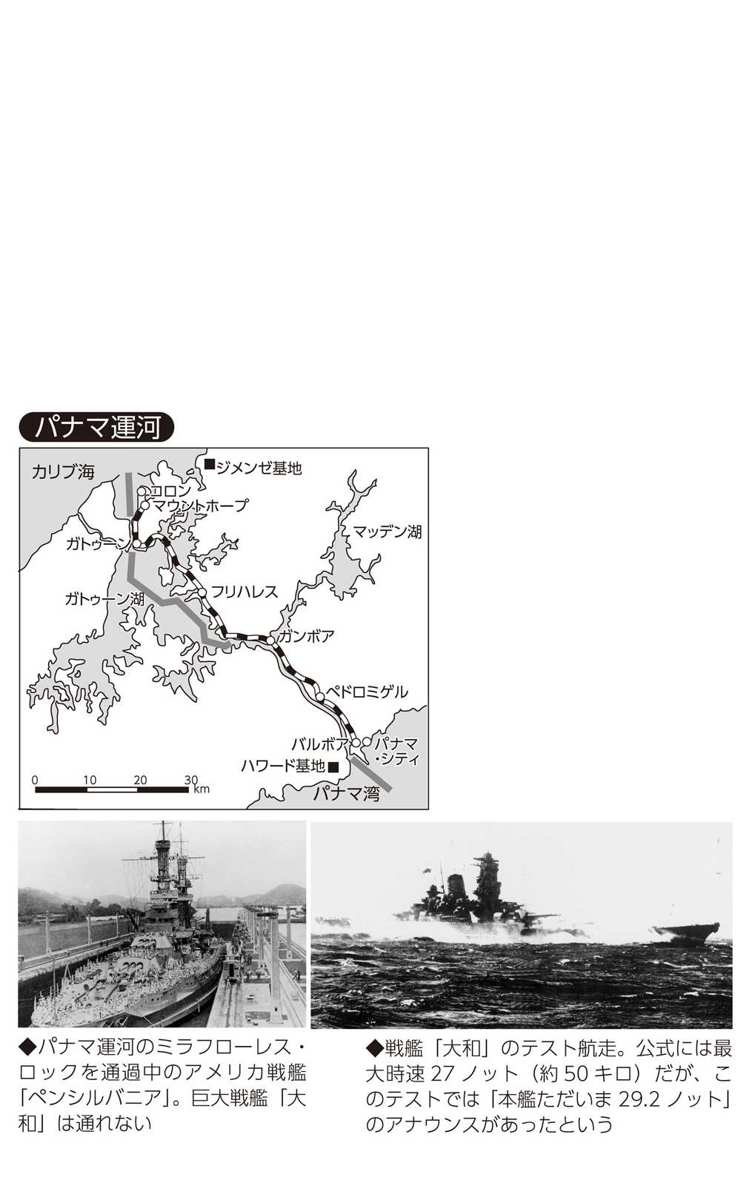 パナマ運河
カリブ海
ジメンゼ基地
コロン
マウントホープ
マッデン湖
ガトゥーン
フリハレス
ガトゥーン湖
ガンボア
ペドロミゲル
バルボア
パナマ
・シティ
ハワード基地
パナマ湾
0 10 20 30
km
◆パナマ運河のミラフローレス・
ロックを通過中のアメリカ戦艦
「ペンシルバニア」。巨大戦艦「大
和」は通れない
◆戦艦「大和」のテスト航走。公式には最
大時速27ノット（約50キロ）だが、こ
のテストでは「本艦ただいま29.2ノット」
のアナウンスがあったという